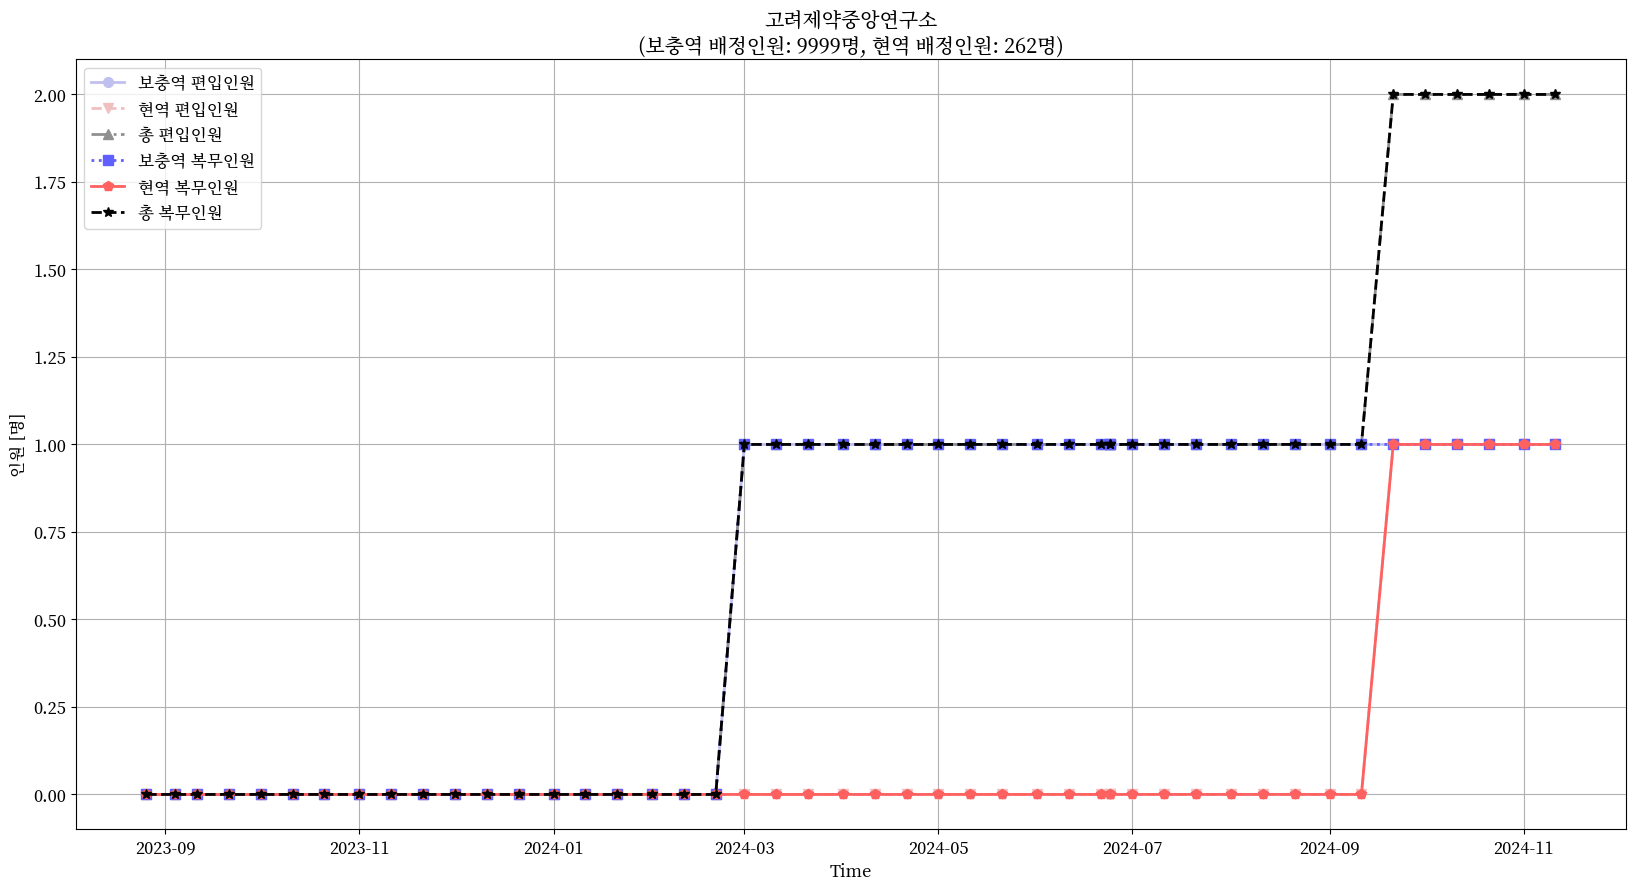 고려제약중앙연구소
(보충역 배정인원: 9999명, 현역 배정인원: 262명)
보충역 편입인원
현역 편입인원
총 편입인원
보충역 복무인원
현역 복무인원
총 복무인원
인원 [명]
2.00
1.75
1.50
1.25
1.00
0.75
0.50
0.25
0.00
2023-09
2023-11
2024-01
2024-03
2024-05
2024-07
2024-09
2024-11
Time